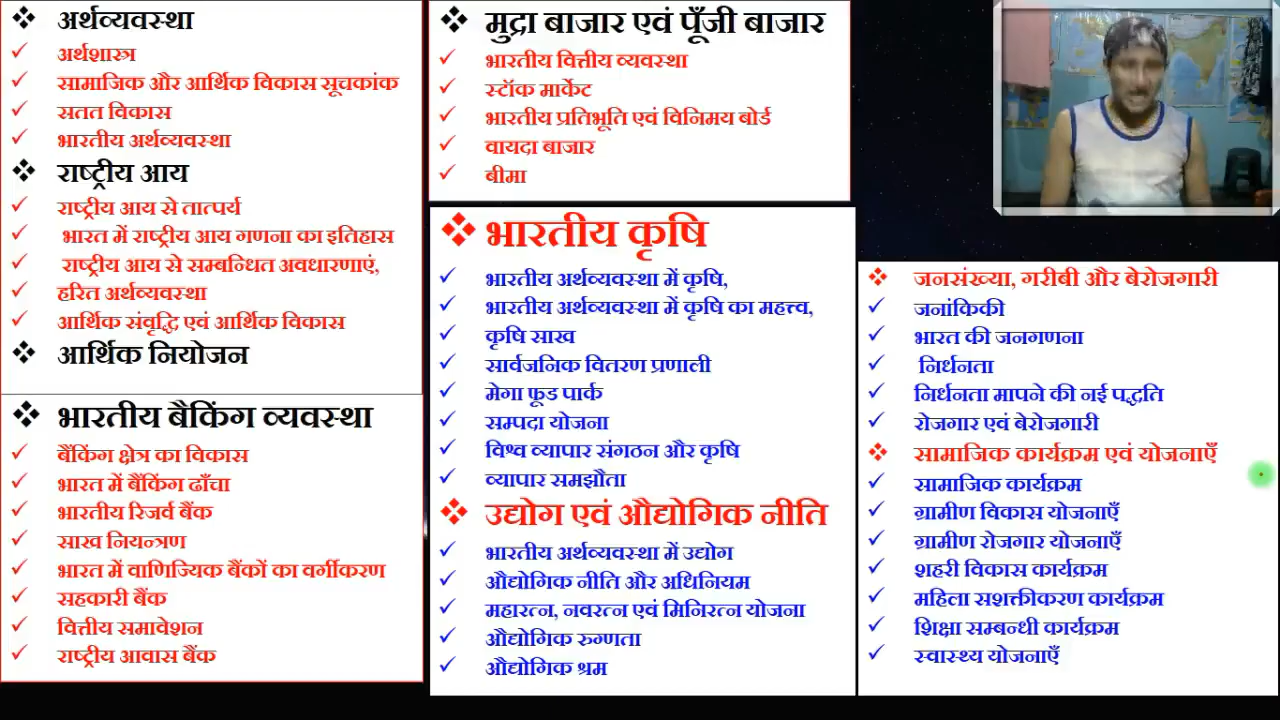 ❖ अर्थव्यवस्था
✓ अर्थशास्त्र
✓ सामाजिक और आर्थिक विकास सूचकांक
✓ सतत विकास
✓ भारतीय अर्थव्यवस्था
❖ राष्ट्रीय आय
✓ राष्ट्रीय आय से तात्पर्य
✓ भारत में राष्ट्रीय आय गणना का इतिहास
✓ राष्ट्रीय आय से सम्बन्धित अवधारणाएं,
✓ हरित अर्थव्यवस्था
✓ आर्थिक संवृद्धि एवं आर्थिक विकास
❖ आर्थिक नियोजन
❖ भारतीय बैकिंग व्यवस्था
✓ बैंकिंग क्षेत्र का विकास
✓ भारत में बैंकिंग ढाँचा
✓ भारतीय रिजर्व बैंक
✓ साख नियन्त्रण
✓ भारत में वाणिज्यिक बैंकों का वर्गीकरण
✓ सहकारी बैंक
✓ वित्तीय समावेशन
✓ राष्ट्रीय आवास बैंक
❖ मुद्रा बाजार एवं पूँजी बाजार
✓ भारतीय वित्तीय व्यवस्था
✓ स्टॉक मार्केट
✓ भारतीय प्रतिभूति एवं विनिमय बोर्ड
✓ वायदा बाजार
✓ बीमा
❖ भारतीय कृषि
✓ भारतीय अर्थव्यवस्था में कृषि,
✓ भारतीय अर्थव्यवस्था में कृषि का महत्त्व,
✓ कृषि साख
✓ सार्वजनिक वितरण प्रणाली
✓ मेगा फूड पार्क
✓ सम्पदा योजना
✓ विश्व व्यापार संगठन और कृषि
✓ व्यापार समझौता
❖ उद्योग एवं औद्योगिक नीति
✓ भारतीय अर्थव्यवस्था में उद्योग
✓ औद्योगिक नीति और अधिनियम
✓ महारत्न, नवरत्न एवं मिनिरत्न योजना
✓ औद्योगिक रुग्णता
✓ औद्योगिक श्रम
❖ जनसंख्या, गरीबी और बेरोजगारी
✓ जनांकिकी
✓ भारत की जनगणना
✓ निर्धनता
✓ निर्धनता मापने की नई पद्धति
✓ रोजगार एवं बेरोजगारी
❖ सामाजिक कार्यक्रम एवं योजनाएँ
✓ सामाजिक कार्यक्रम
✓ ग्रामीण विकास योजनाएँ
✓ ग्रामीण रोजगार योजनाएँ
✓ शहरी विकास कार्यक्रम
✓ महिला सशक्तीकरण कार्यक्रम
✓ शिक्षा सम्बन्धी कार्यक्रम
✓ स्वास्थ्य योजनाएँ